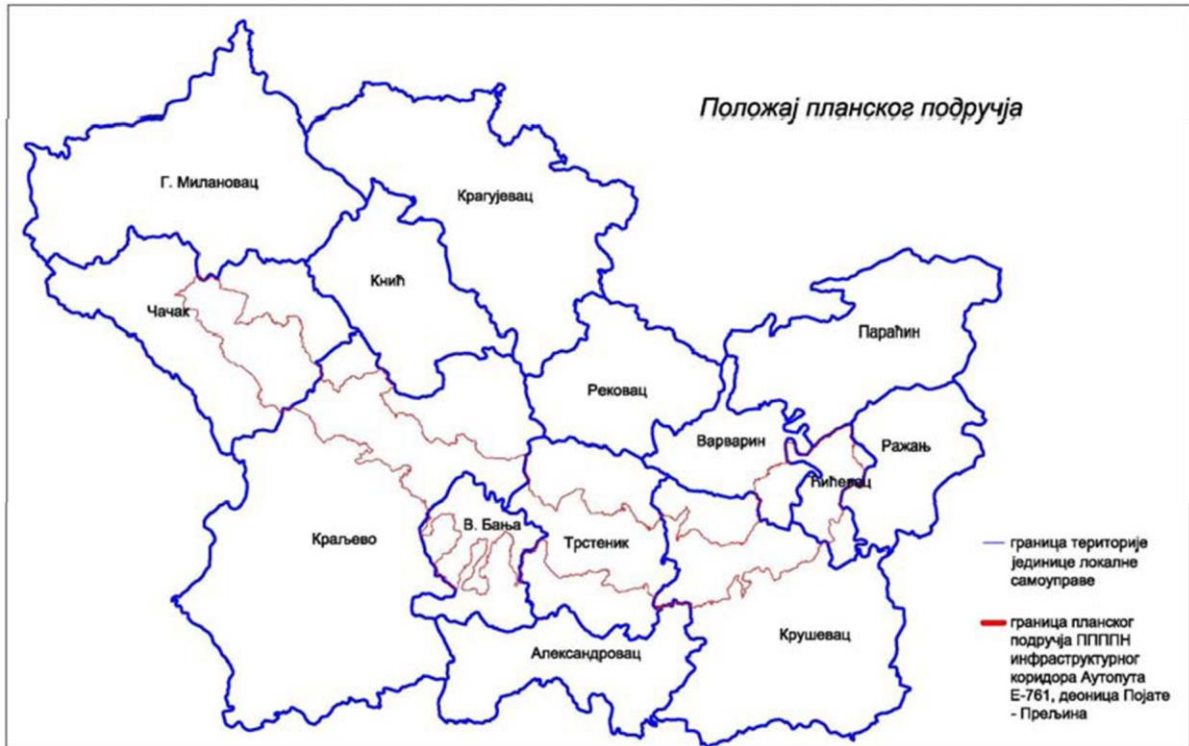 Положај планског подручја
Г. Милановац
Крагујевац
Кнић
Чачак
Параћин
Рековац
Варварин
Ражањ
Ћићевац
В. Бања
Краљево
Трстеник
Крушевац
Александровац
граница територије
јединице локалне
самоуправе
граница планског
подручја ППППН
инфраструктурног
коридора Аутопута
Е-761, деоница Појате
- Прељина